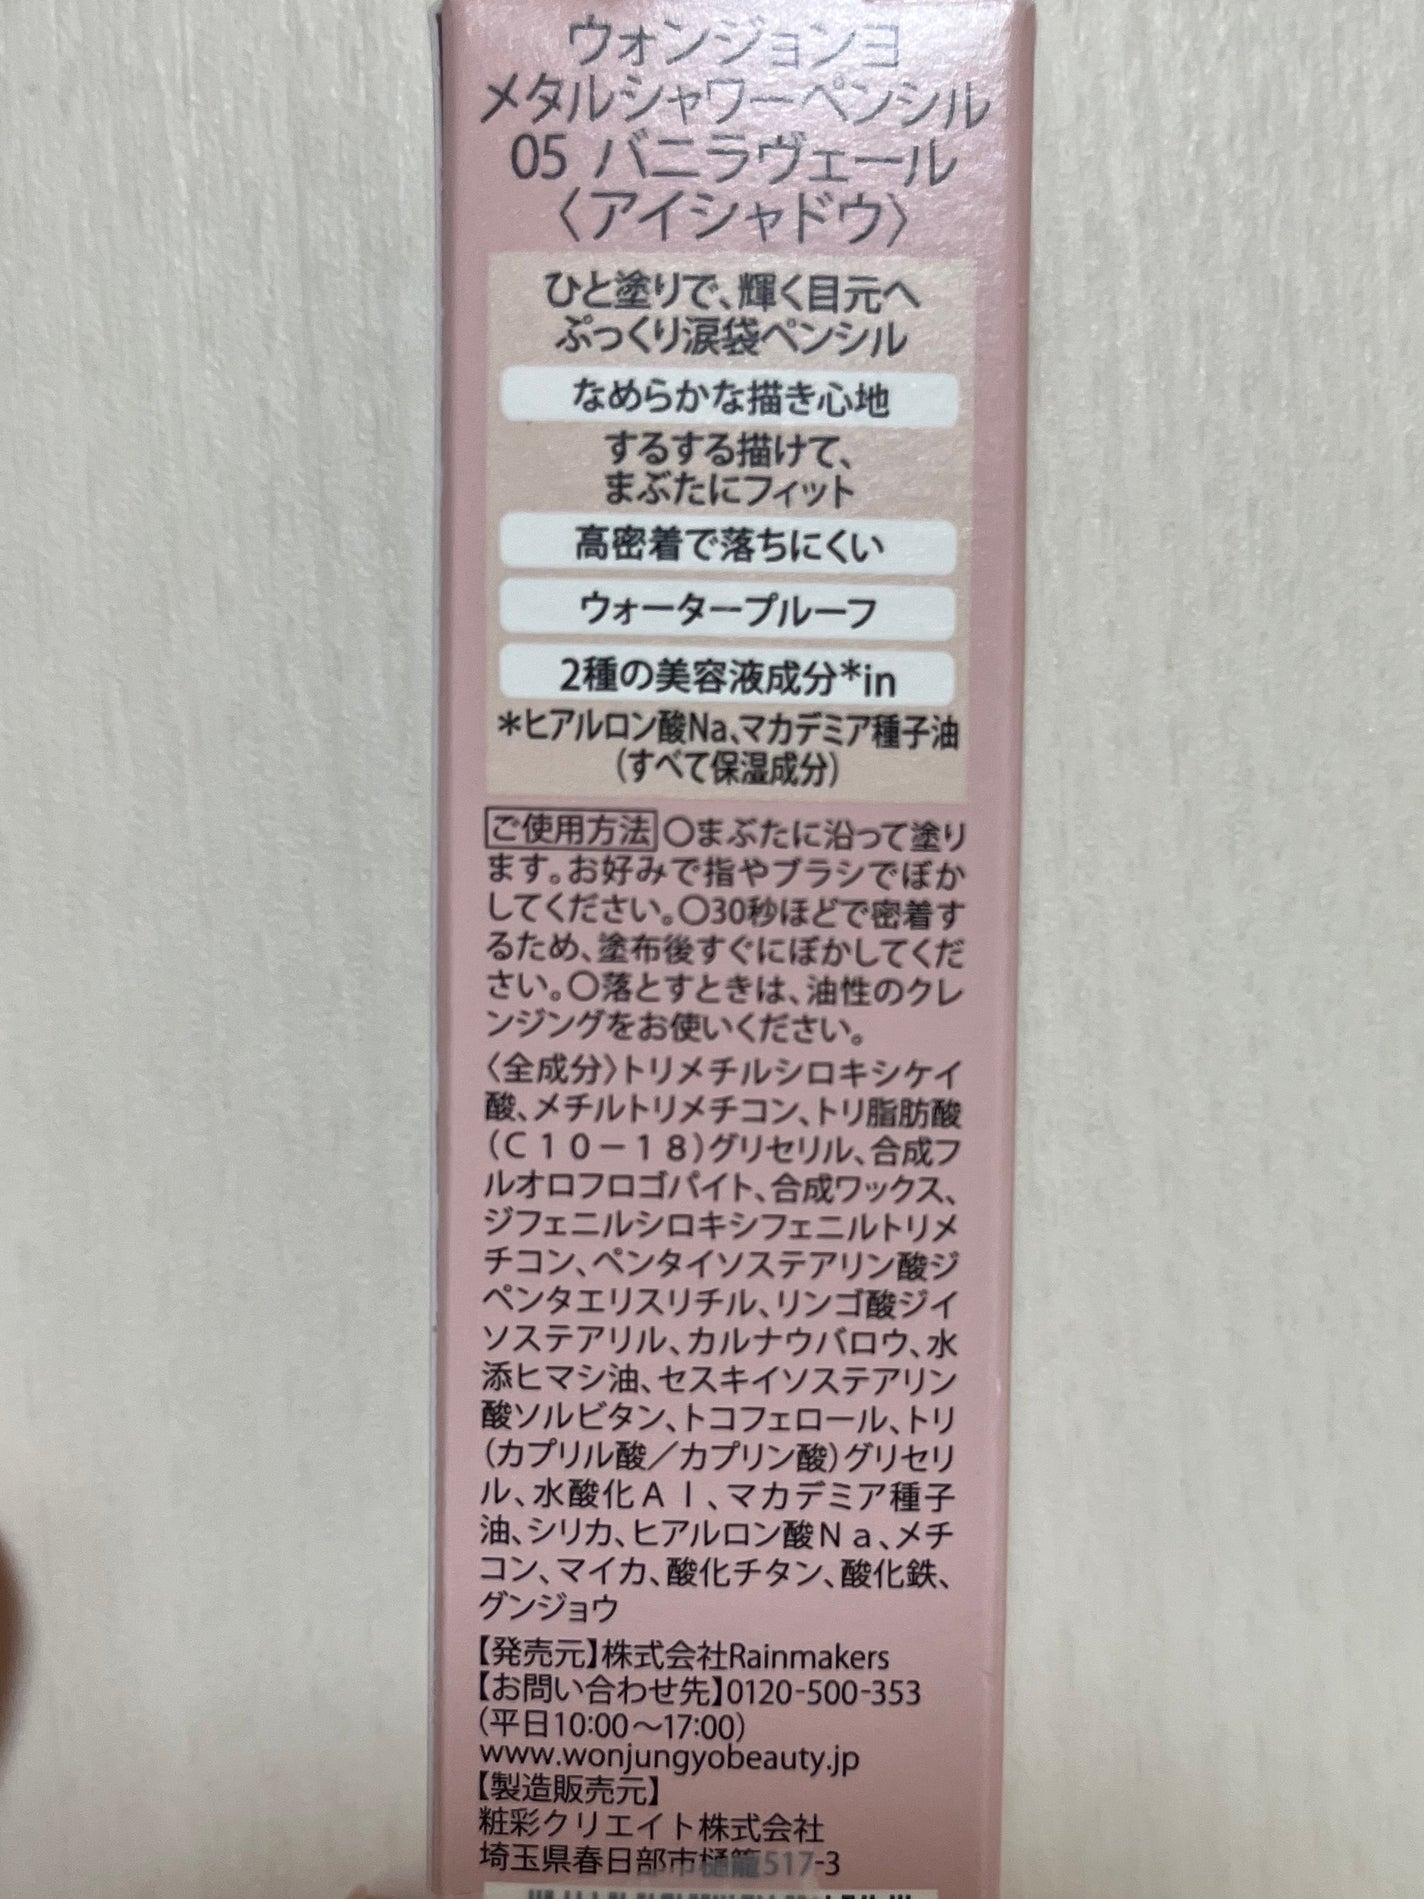 ウォンジョンヨ
メタルシャワーペンシル
05 バニラヴェール
〈アイシャドウ〉
ひと塗りで、輝く目元へ
ぷっくり涙袋ペンシル
なめらかな描き心地
するする描けて、
まぶたにフィット
高密着で落ちにくい
ウォータープルーフ
2種の美容液成分*in
*ヒアルロン酸Na、マカデミア種子油
(すべて保湿成分)
ご使用方法 〇まぶたに沿って塗り
ます。お好みで指やブラシでぼか
してください。〇30秒ほどで密着す
るため、塗布後すぐにぼかしてくだ
さい。〇落とすときは、油性のクレ
ンジングをお使いください。
〈全成分〉トリメチルシロキシケイ
酸、メチルトリメチコン、トリ脂肪酸
(C10-18)グリセリル、合成フ
ルオロフロゴパイト、合成ワックス、
ジフェニルシロキシフェニルトリメ
チコン、ペンタイソステアリン酸ジ
ペンタエリスリチル、リンゴ酸ジイ
ソステアリル、カルナウバロウ、水
添ヒマシ油、セスキイソステアリン
酸ソルビタン、トコフェロール、トリ
(カプリル酸/カプリン酸)グリセリ
ル、水酸化Al、マカデミア種子
油、シリカ、ヒアルロン酸Na、メチ
コン、マイカ、酸化チタン、酸化鉄、
グンジョウ
【発売元】株式会社Rainmakers
【お問い合わせ先】0120-500-353
(平日10:00〜17:00)
www.wonjungyobeauty.jp
【製造販売元】
粧彩クリエイト株式会社
埼玉県春日部市樋籠517-3